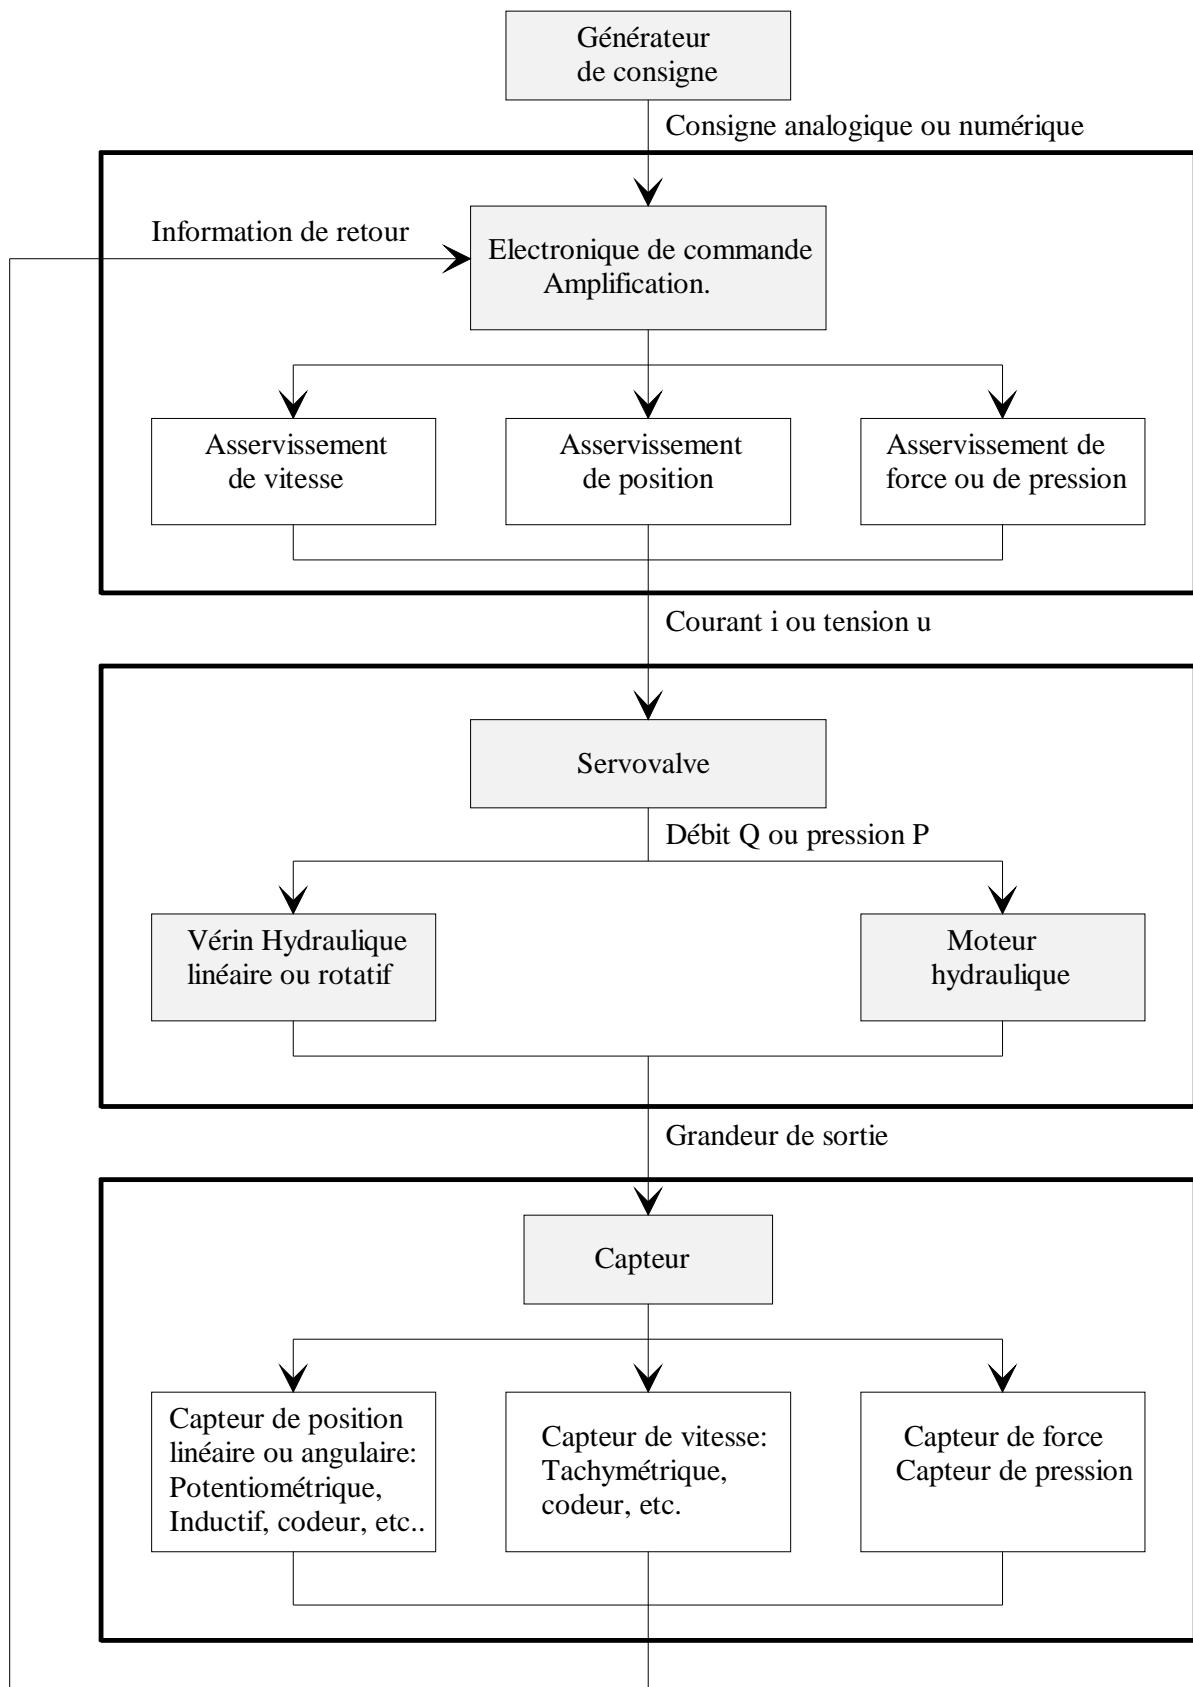 Générateur
de consigne
Consigne analogique ou numérique
Information de retour
Electronique de commande
Amplification.
Asservissement
de vitesse
Asservissement
de position
Asservissement de
force ou de pression
Courant i ou tension u
Servovalve
Débit Q ou pression P
Vérin Hydraulique
linéaire ou rotatif
Moteur
hydraulique
Grandeur de sortie
Capteur
Capteur de position
linéaire ou angulaire:
Potentiométrique,
Inductif, codeur, etc..
Capteur de vitesse:
Tachymétrique,
codeur, etc.
Capteur de force
Capteur de pression